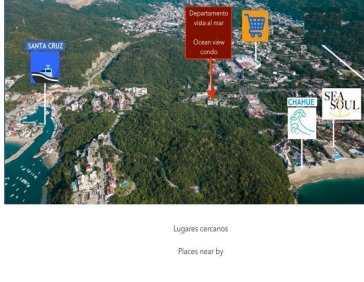 Departamento
vista al mar
Ocean view
condo
SANTA CRUZ
CHAHUE
SEA
SOUL
Lugares cercanos
Places near by